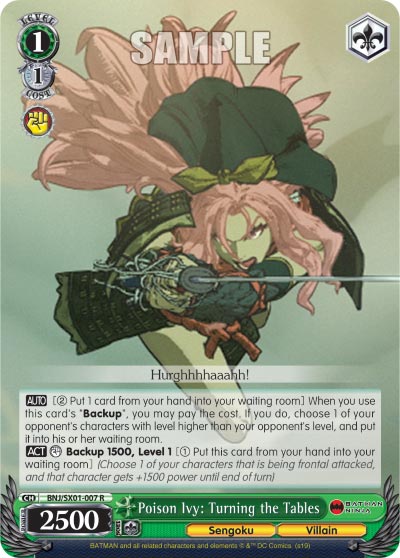 LEVEL
1
1
COST
2
SAMPLE
Hurghhhhaaahh!
AUTO [② Put 1 card from your hand into your waiting room] When you use
this card's "Backup", you may pay the cost. If you do, choose 1 of your
opponent's characters with level higher than your opponent's level, and put
it into his or her waiting room.
ACT Backup 1500, Level 1 [① Put this card from your hand into your
waiting room] (Choose 1 of your characters that is being frontal attacked,
and that character gets +1500 power until end of turn)
CH BNJ/SX01-007 R
POWER
2500
Poison Ivy: Turning the Tables
BATMAN
NINJA
Sengoku
Villain
BATMAN and all related characters and elements © & ™ DC Comics. (s19)